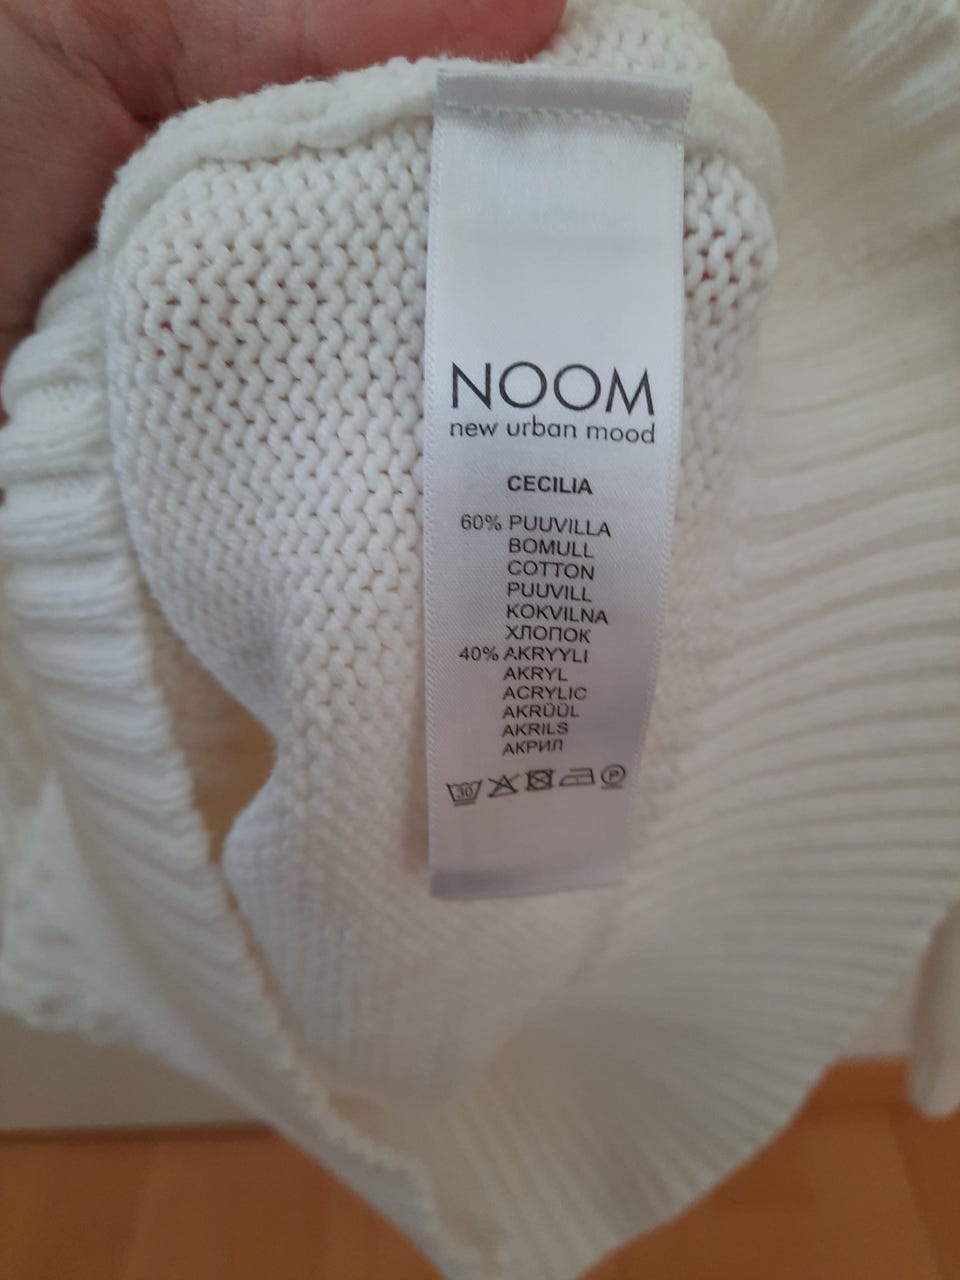 NOOM
new urban mood
CECILIA
60% PUUVILLA
BOMULL
COTTON
PUUVILL
KOKVILNA
ХЛОПОК
40% AKRYYLI
AKRYL
ACRYLIC
AKRÜÜL
AKRILS
АКРИЛ
30 P